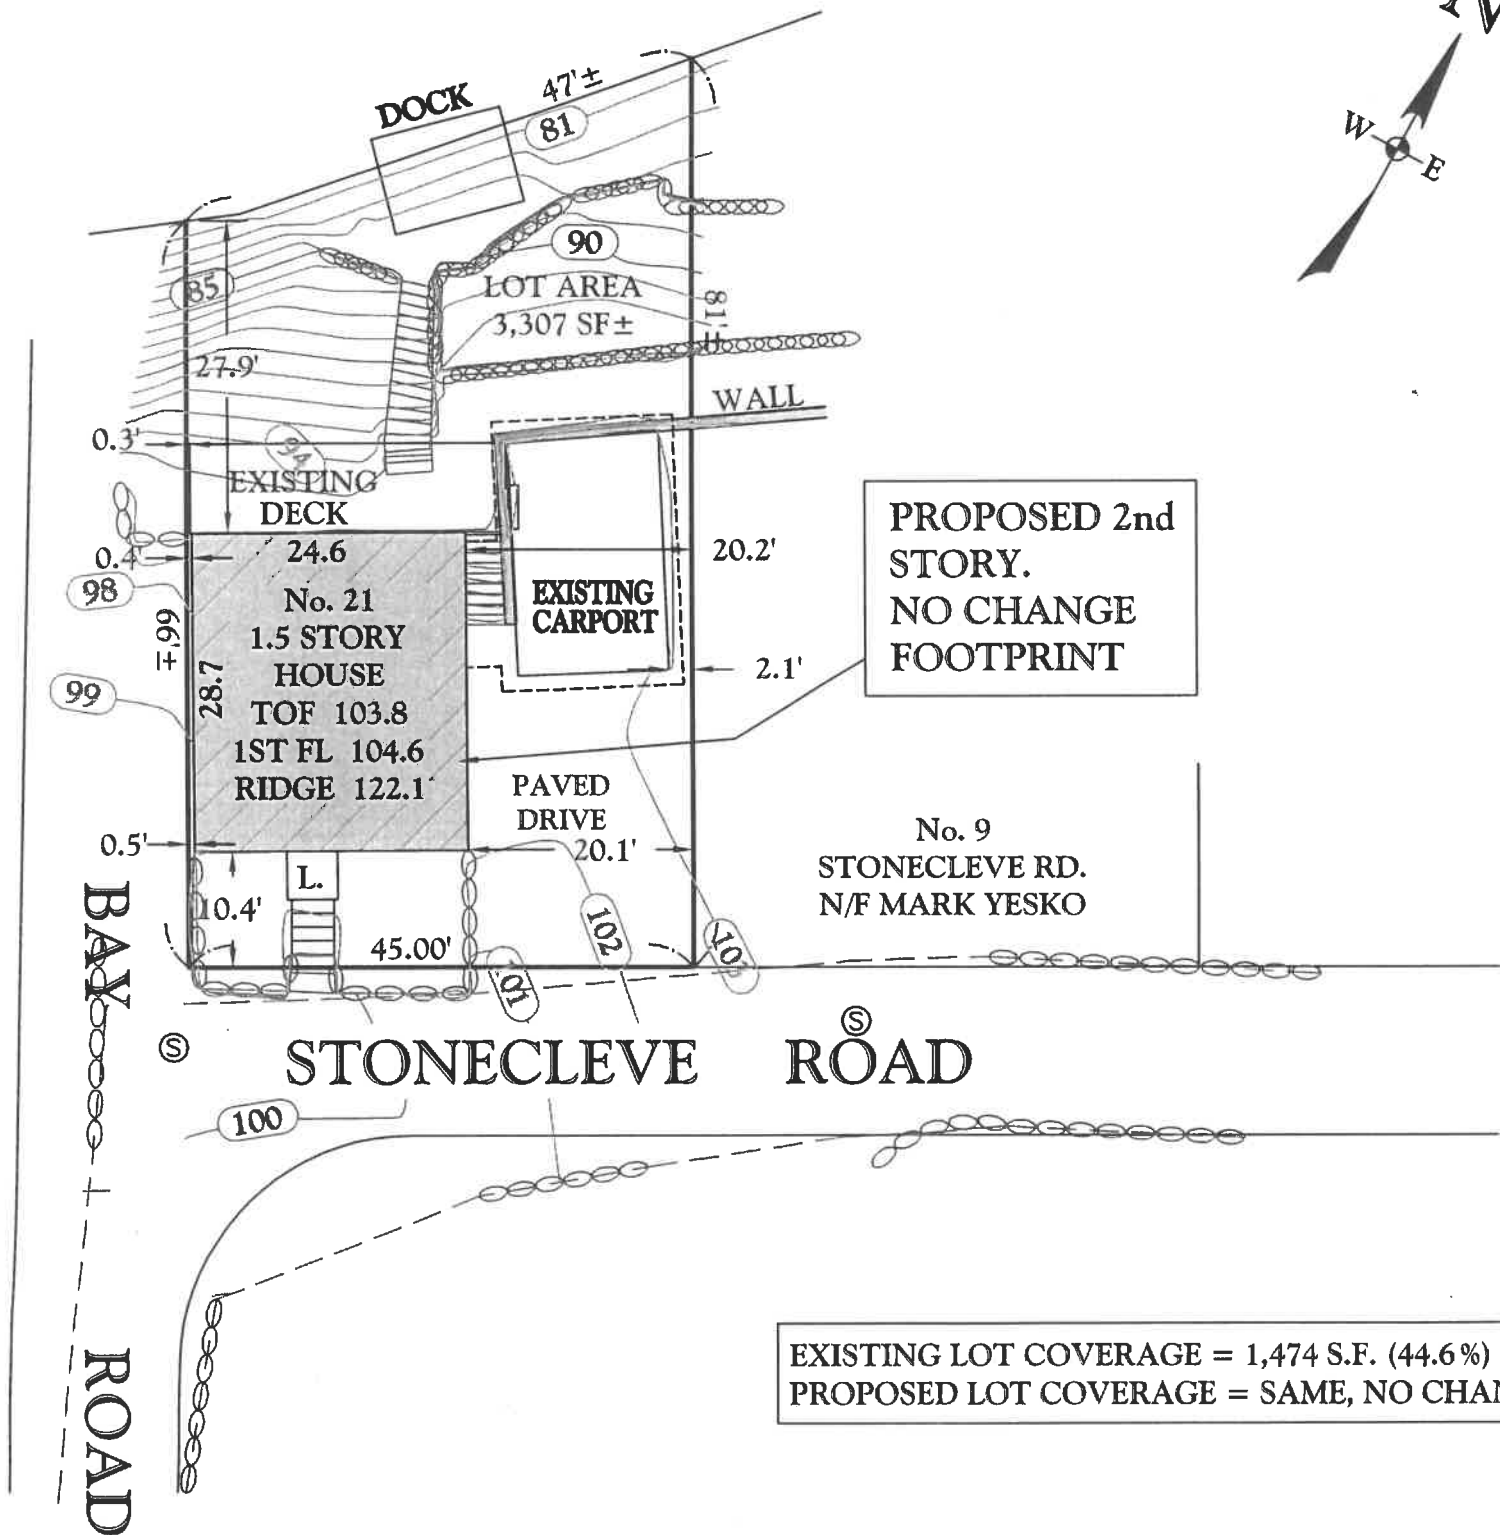 DOCK
47'±
81
W
E
90
85
LOT AREA
3,307 SF±
81'±
27.9'
WALL
0.3'
94
EXISTING
DECK
0.4'
24.6
20.2'
PROPOSED 2nd
STORY.
NO CHANGE
FOOTPRINT
98
No. 21
1.5 STORY
HOUSE
TOF 103.8
1ST FL 104.6
RIDGE 122.1'
EXISTING
CARPORT
66'±
28.7
99
2.1'
PAVED
DRIVE
0.5'
20.1'
No. 9
STONECLEVE RD.
N/F MARK YESKO
L.
10.4'
45.00'
102
101
103
BAY ROAD
S
S
STONECLEVE ROAD
100
EXISTING LOT COVERAGE = 1,474 S.F. (44.6%)
PROPOSED LOT COVERAGE = SAME, NO CHAN